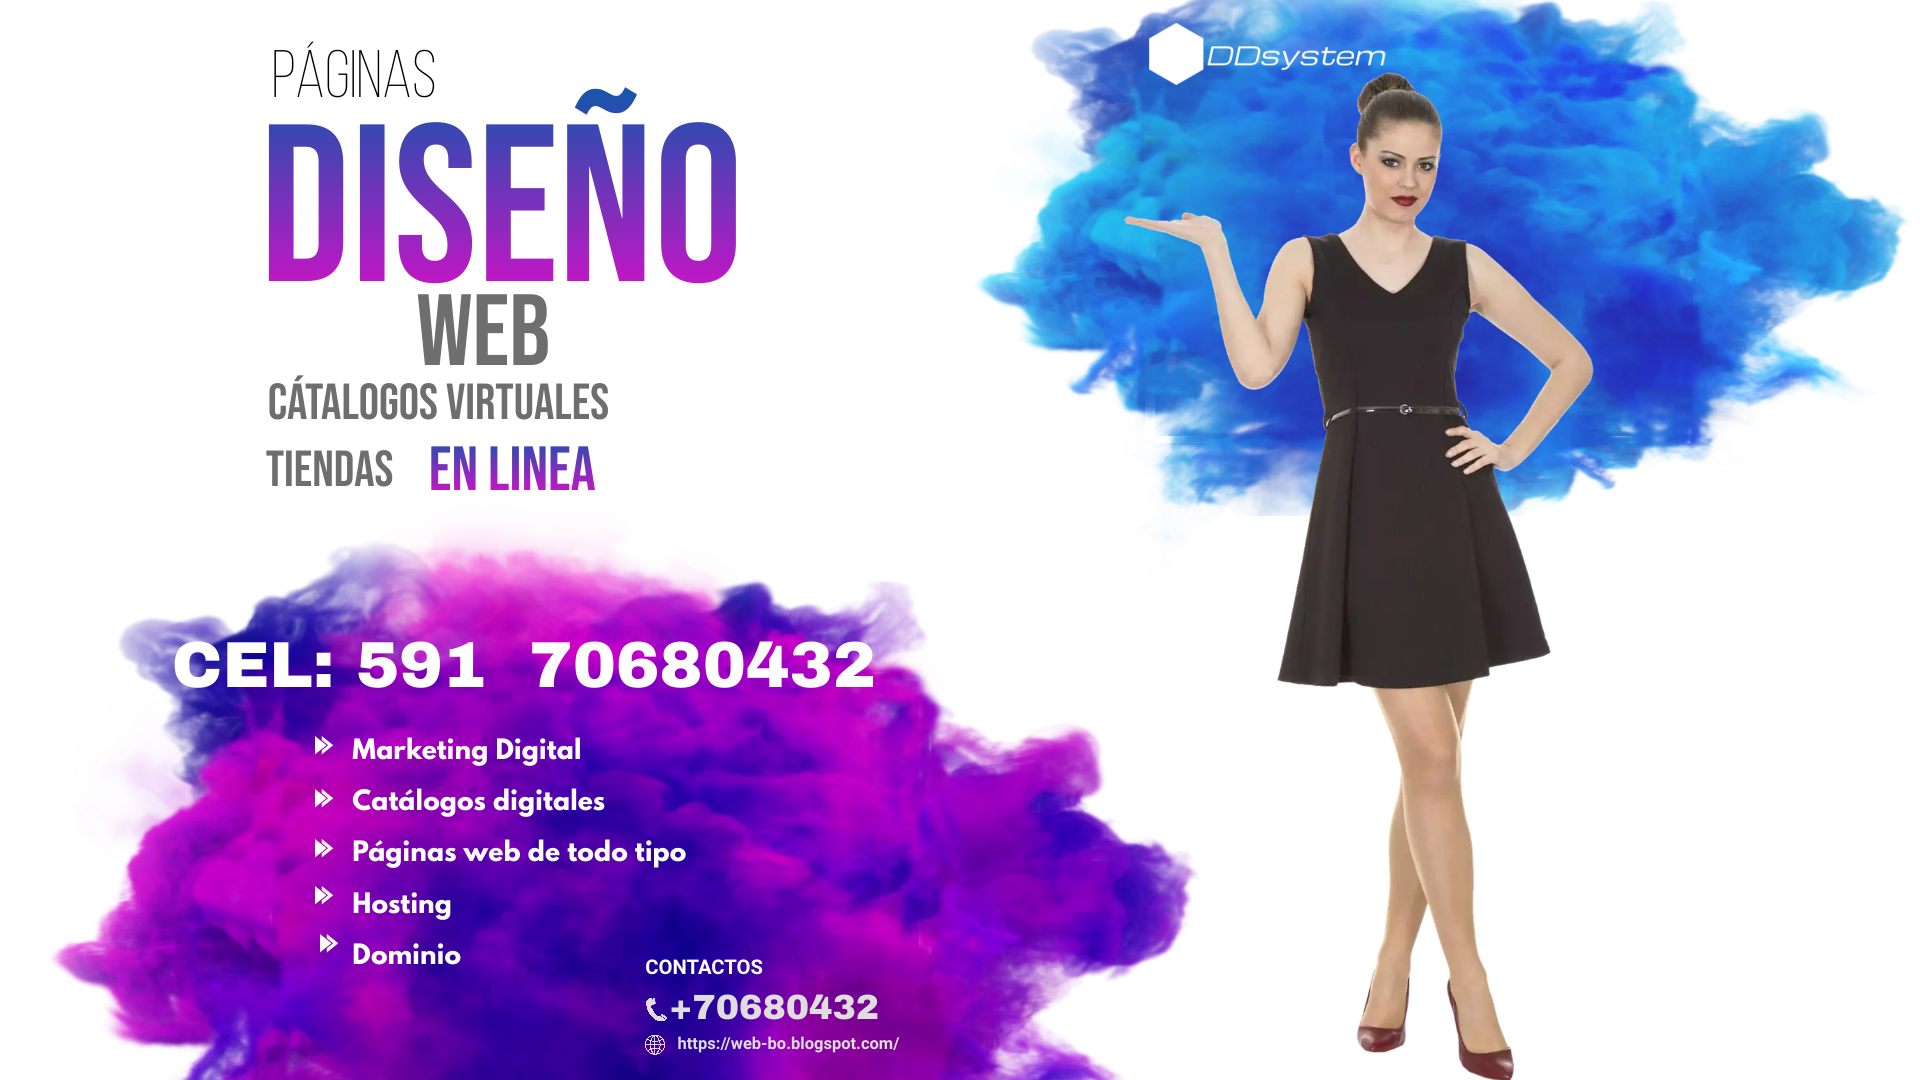 PÁGINAS
DISEÑO
WEB
CÁTALOGOS VIRTUALES
TIENDAS EN LINEA
DDsystem
CEL: 591 70680432
Marketing Digital
Catálogos digitales
Páginas web de todo tipo
Hosting
Dominio
CONTACTOS
+70680432
https://web-bo.blogspot.com/